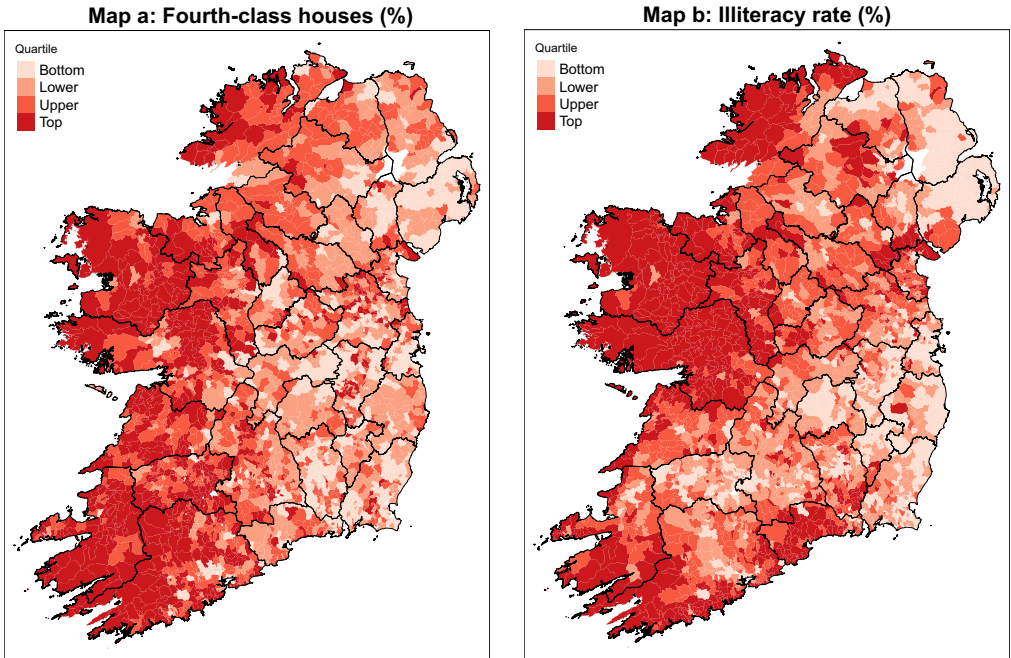 Map a: Fourth-class houses (%)
Quartile
Bottom
Lower
Upper
Top
Map b: Illiteracy rate (%)
Quartile
Bottom
Lower
Upper
Top